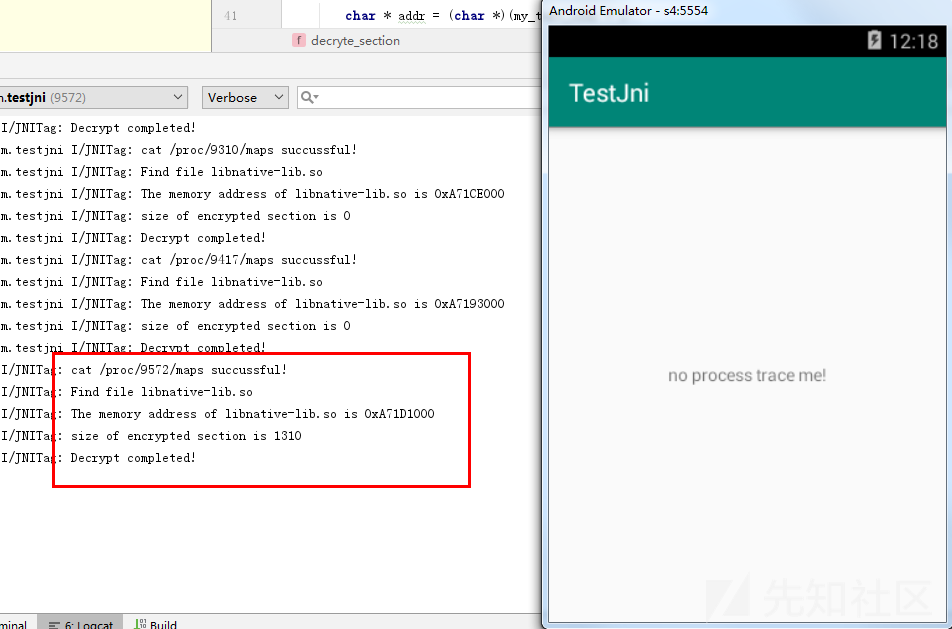 41
char * addr = (char *)(my_t
f decryte_section
m.testjni (9572)
Verbose
I/JNITag: Decrypt completed!
m.testjni I/JNITag: cat /proc/9310/maps succussful!
m.testjni I/JNITag: Find file libnative-lib.so
m.testjni I/JNITag: The memory address of libnative-lib.so is 0xA71CE000
m.testjni I/JNITag: size of encrypted section is 0
m.testjni I/JNITag: Decrypt completed!
m.testjni I/JNITag: cat /proc/9417/maps succussful!
m.testjni I/JNITag: Find file libnative-lib.so
m.testjni I/JNITag: The memory address of libnative-lib.so is 0xA7193000
m.testjni I/JNITag: size of encrypted section is 0
m.testjni I/JNITag: Decrypt completed!
I/JNITag: cat /proc/9572/maps succussful!
I/JNITag: Find file libnative-lib.so
I/JNITag: The memory address of libnative-lib.so is 0xA71D1000
I/JNITag: size of encrypted section is 1310
I/JNITag: Decrypt completed!
minal 6: Logcat Build
Android Emulator - s4:5554
12:18
TestJni
no process trace me!
先知社区